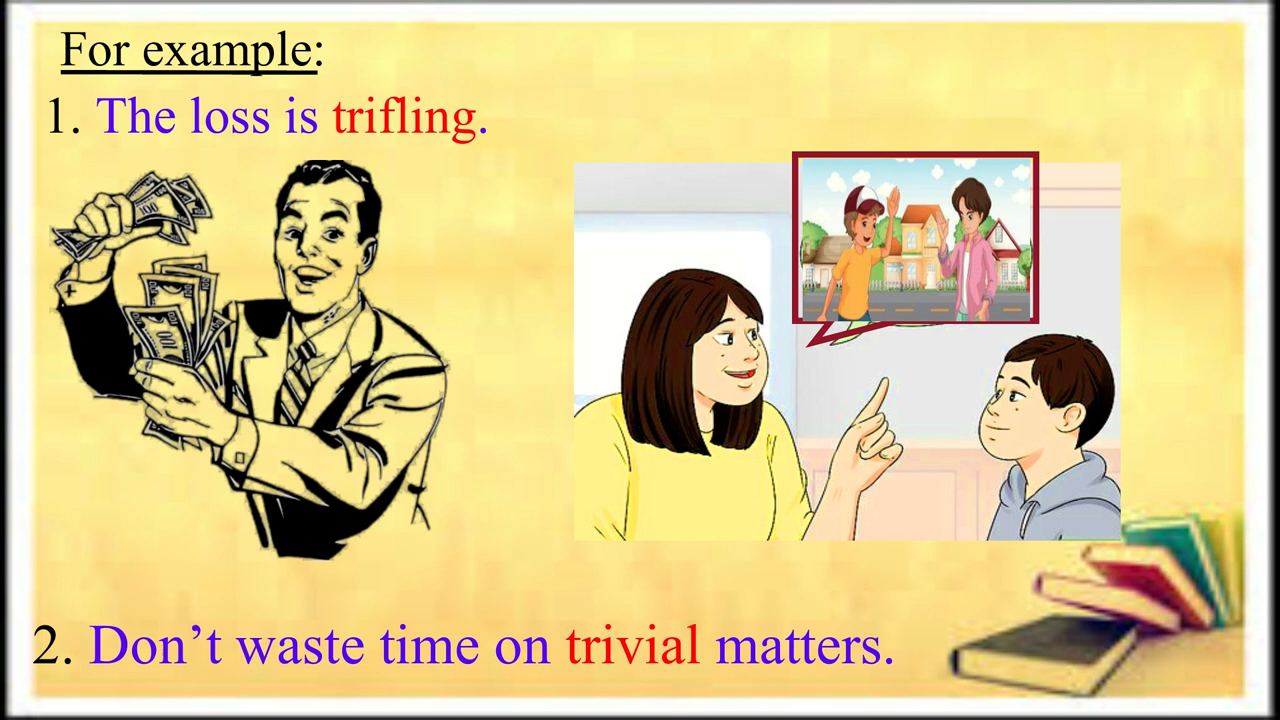 For example:
1. The loss is trifling.
2. Don’t waste time on trivial matters.